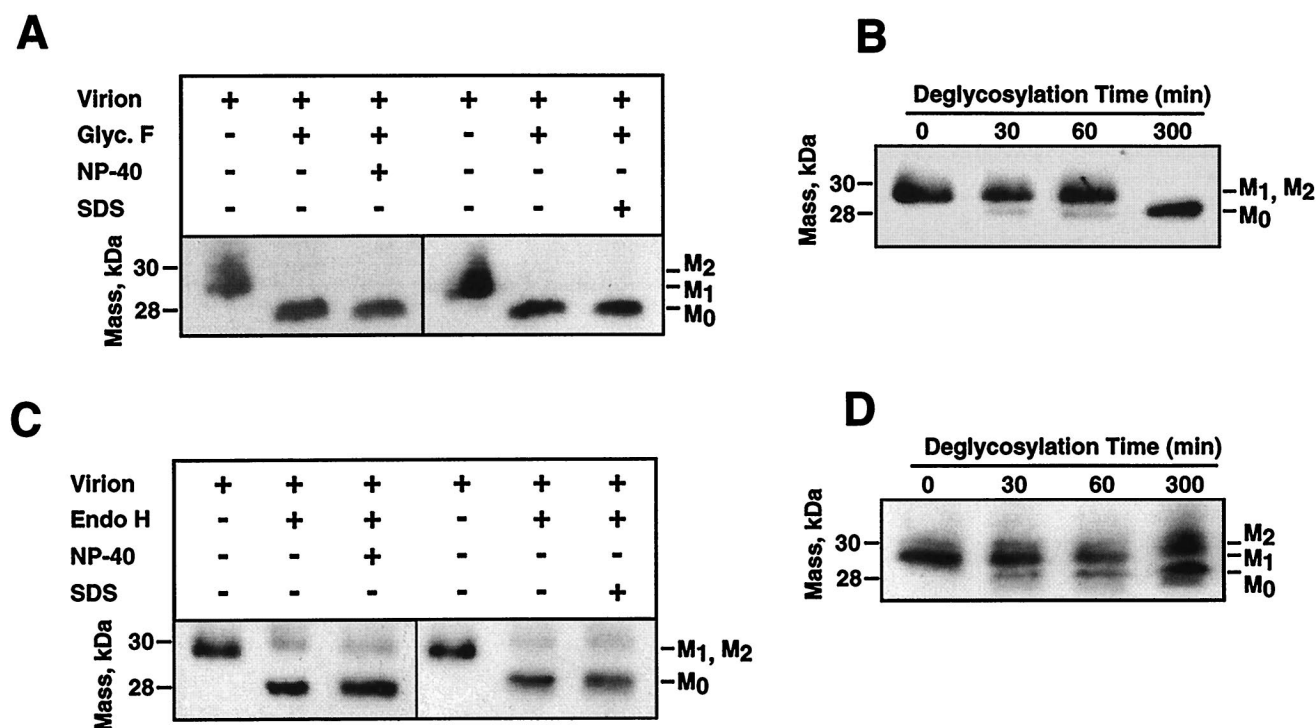 A
Virion + + + + + +
Glyc. F - + + - + +
NP-40 - - + - - -
SDS - - - - - +
Mass, kDa
30
28
M2
M1
M0
B
Deglycosylation Time (min)
0 30 60 300
Mass, kDa
30
28
M1, M2
M0
C
Virion + + + + + +
Endo H - + + - + +
NP-40 - - + - - -
SDS - - - - - +
Mass, kDa
30
28
M1, M2
M0
D
Deglycosylation Time (min)
0 30 60 300
Mass, kDa
30
28
M2
M1
M0